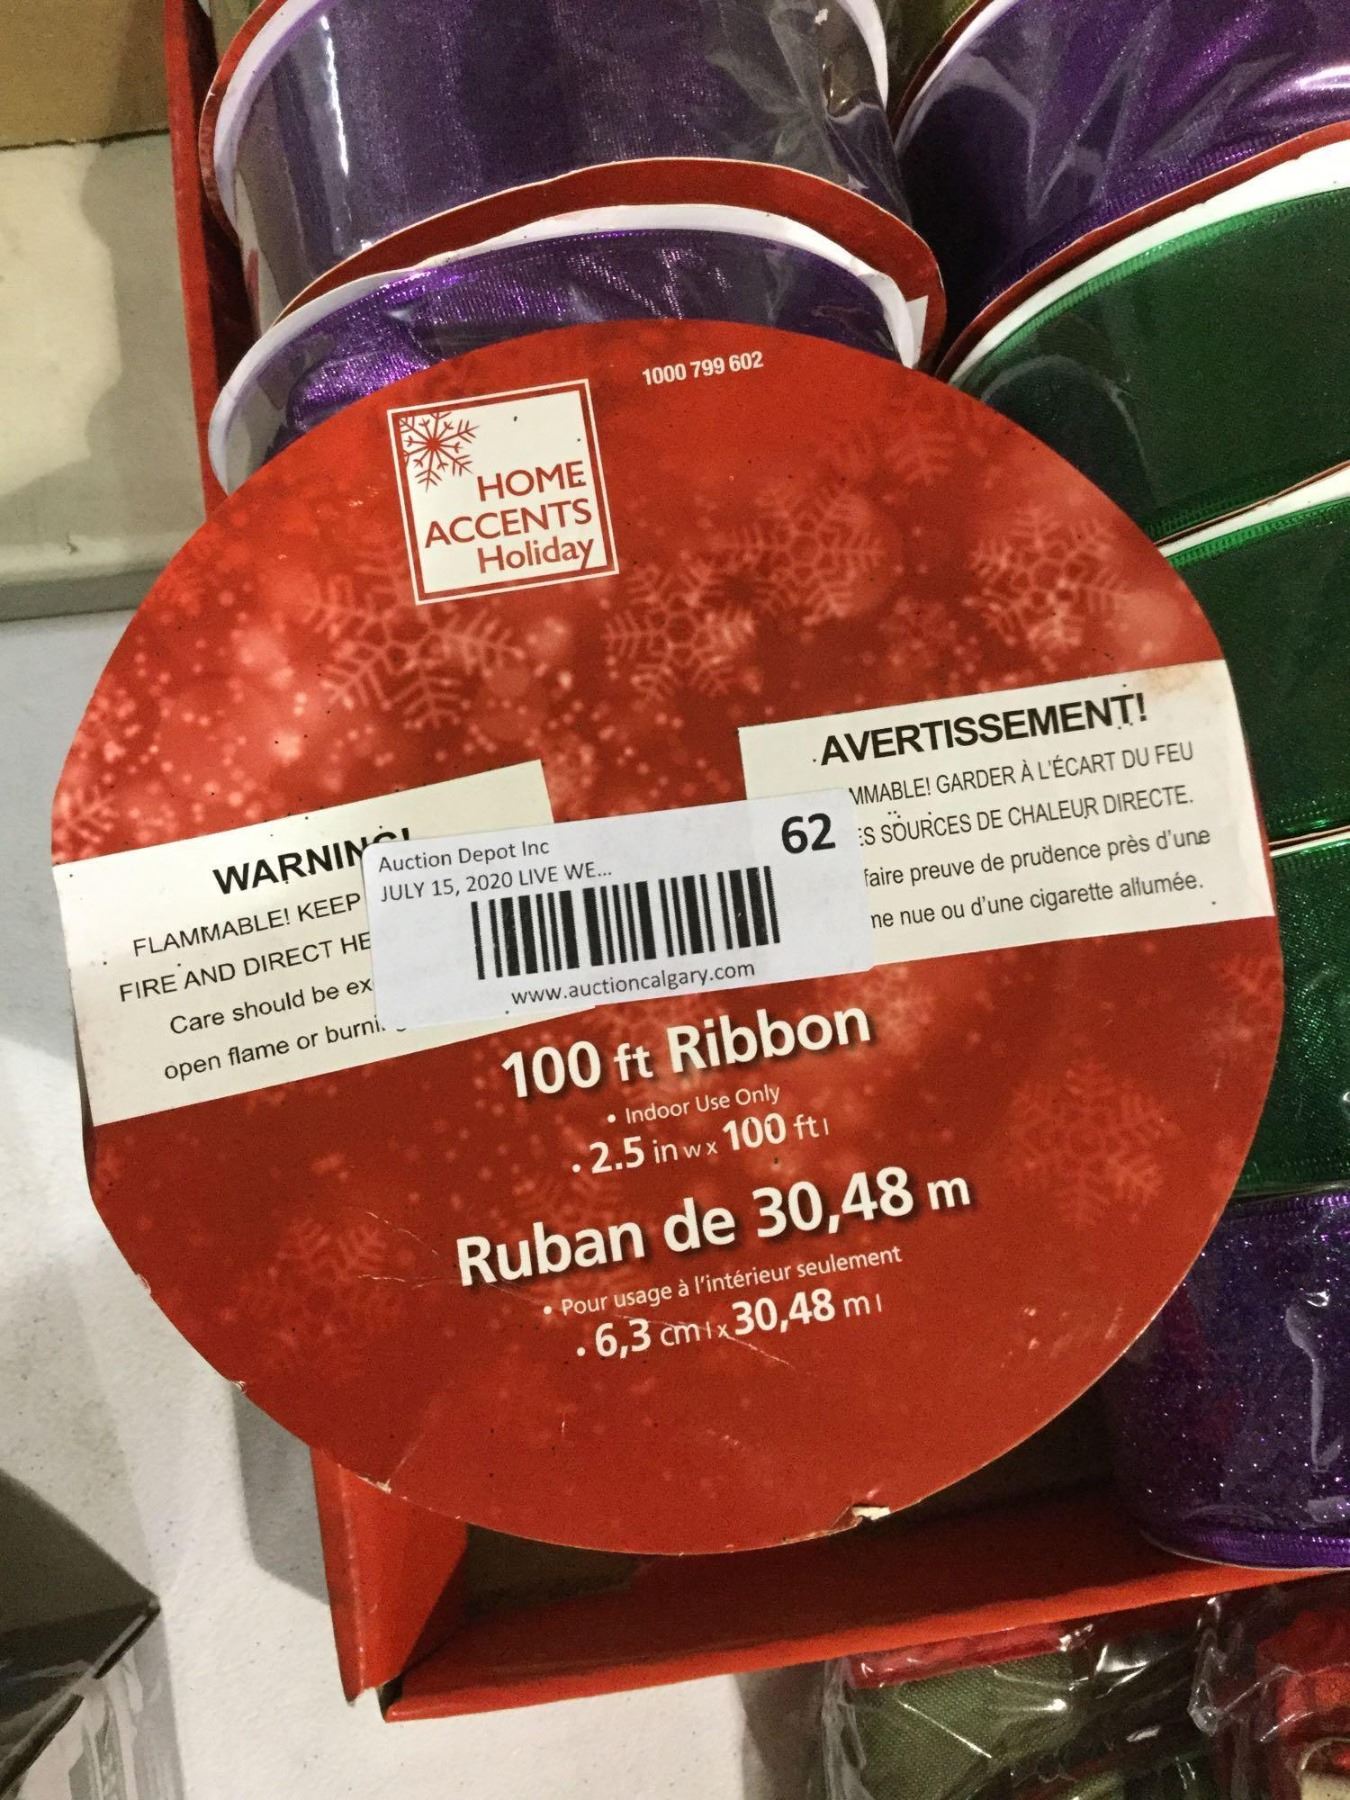 1000 799 602
HOME
ACCENTS
Holiday
AVERTISSEMENT!
MMABLE! GARDER À L'ÉCART DU FEU
ES SOURCES DE CHALEUR DIRECTE.
faire preuve de prudence près d'une
me nue ou d'une cigarette allumée.
WARNING!
FLAMMABLE! KEEP
FIRE AND DIRECT HE
Care should be ex
open flame or burni
62
Auction Depot Inc
JULY 15, 2020 LIVE WE...
www.auctioncalgary.com
100 ft Ribbon
• Indoor Use Only
• 2.5 in w x 100 ft l
Ruban de 30,48 m
• Pour usage à l'intérieur seulement
• 6,3 cm l x 30,48 m l